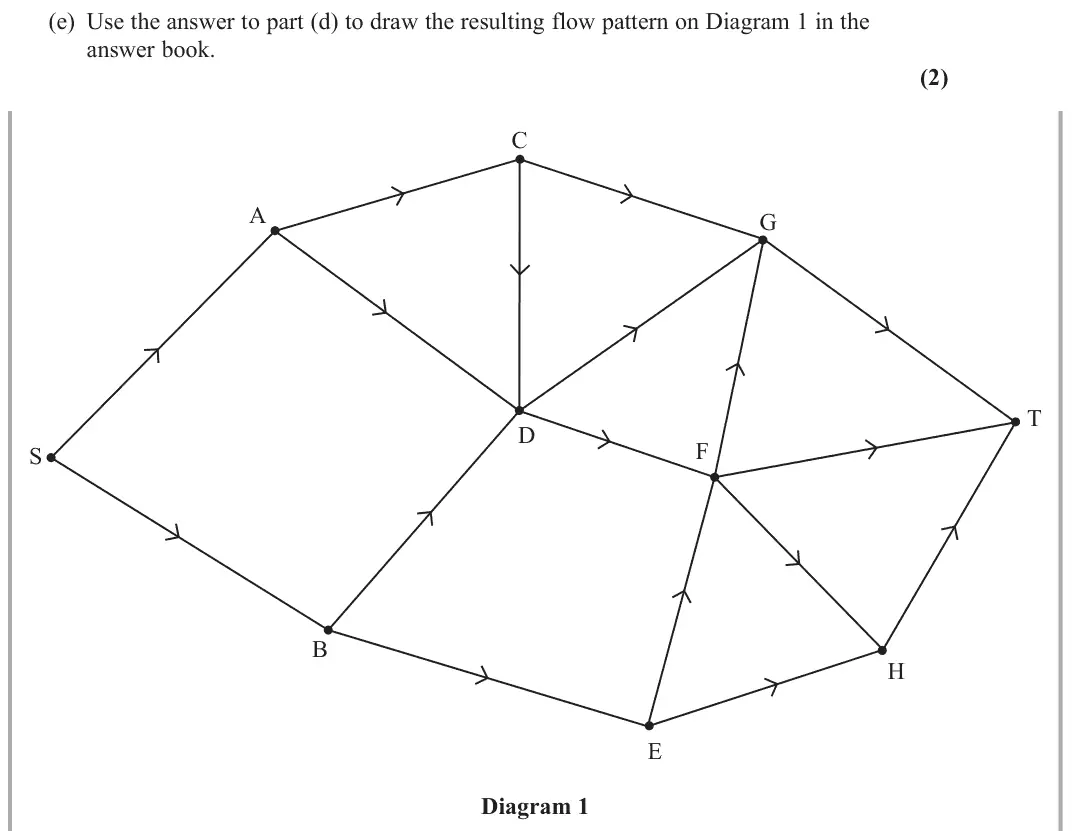 (e) Use the answer to part (d) to draw the resulting flow pattern on Diagram 1 in the
answer book.
(2)
C
A
G
T
D
F
S
B
H
E
Diagram 1